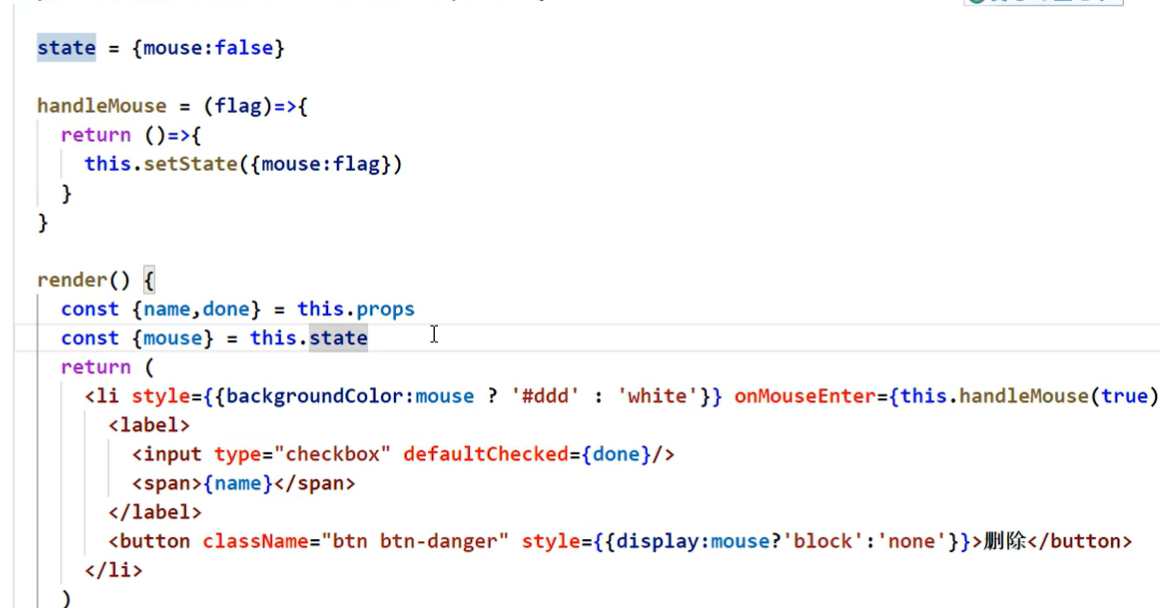 state = {mouse:false}
handleMouse = (flag)=>{
return ()=>{
this.setState({mouse:flag})
}
}
render() {
const {name,done} = this.props
const {mouse} = this.state
return (
<li style={{backgroundColor:mouse ? '#ddd' : 'white'}} onMouseEnter={this.handleMouse(true)
<label>
<input type="checkbox" defaultChecked={done}/>
<span>{name}</span>
</label>
<button className="btn btn-danger" style={{display:mouse?'block':'none'}}>删除</button>
</li>
)